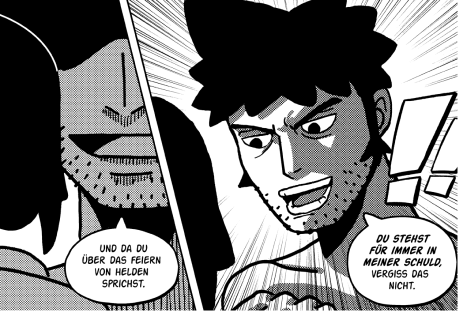 UND DA DU
ÜBER DAS FEIERN
VON HELDEN
SPRICHST.
!!
DU STEHST
FÜR IMMER IN
MEINER SCHULD,
VERGISS DAS
NICHT.